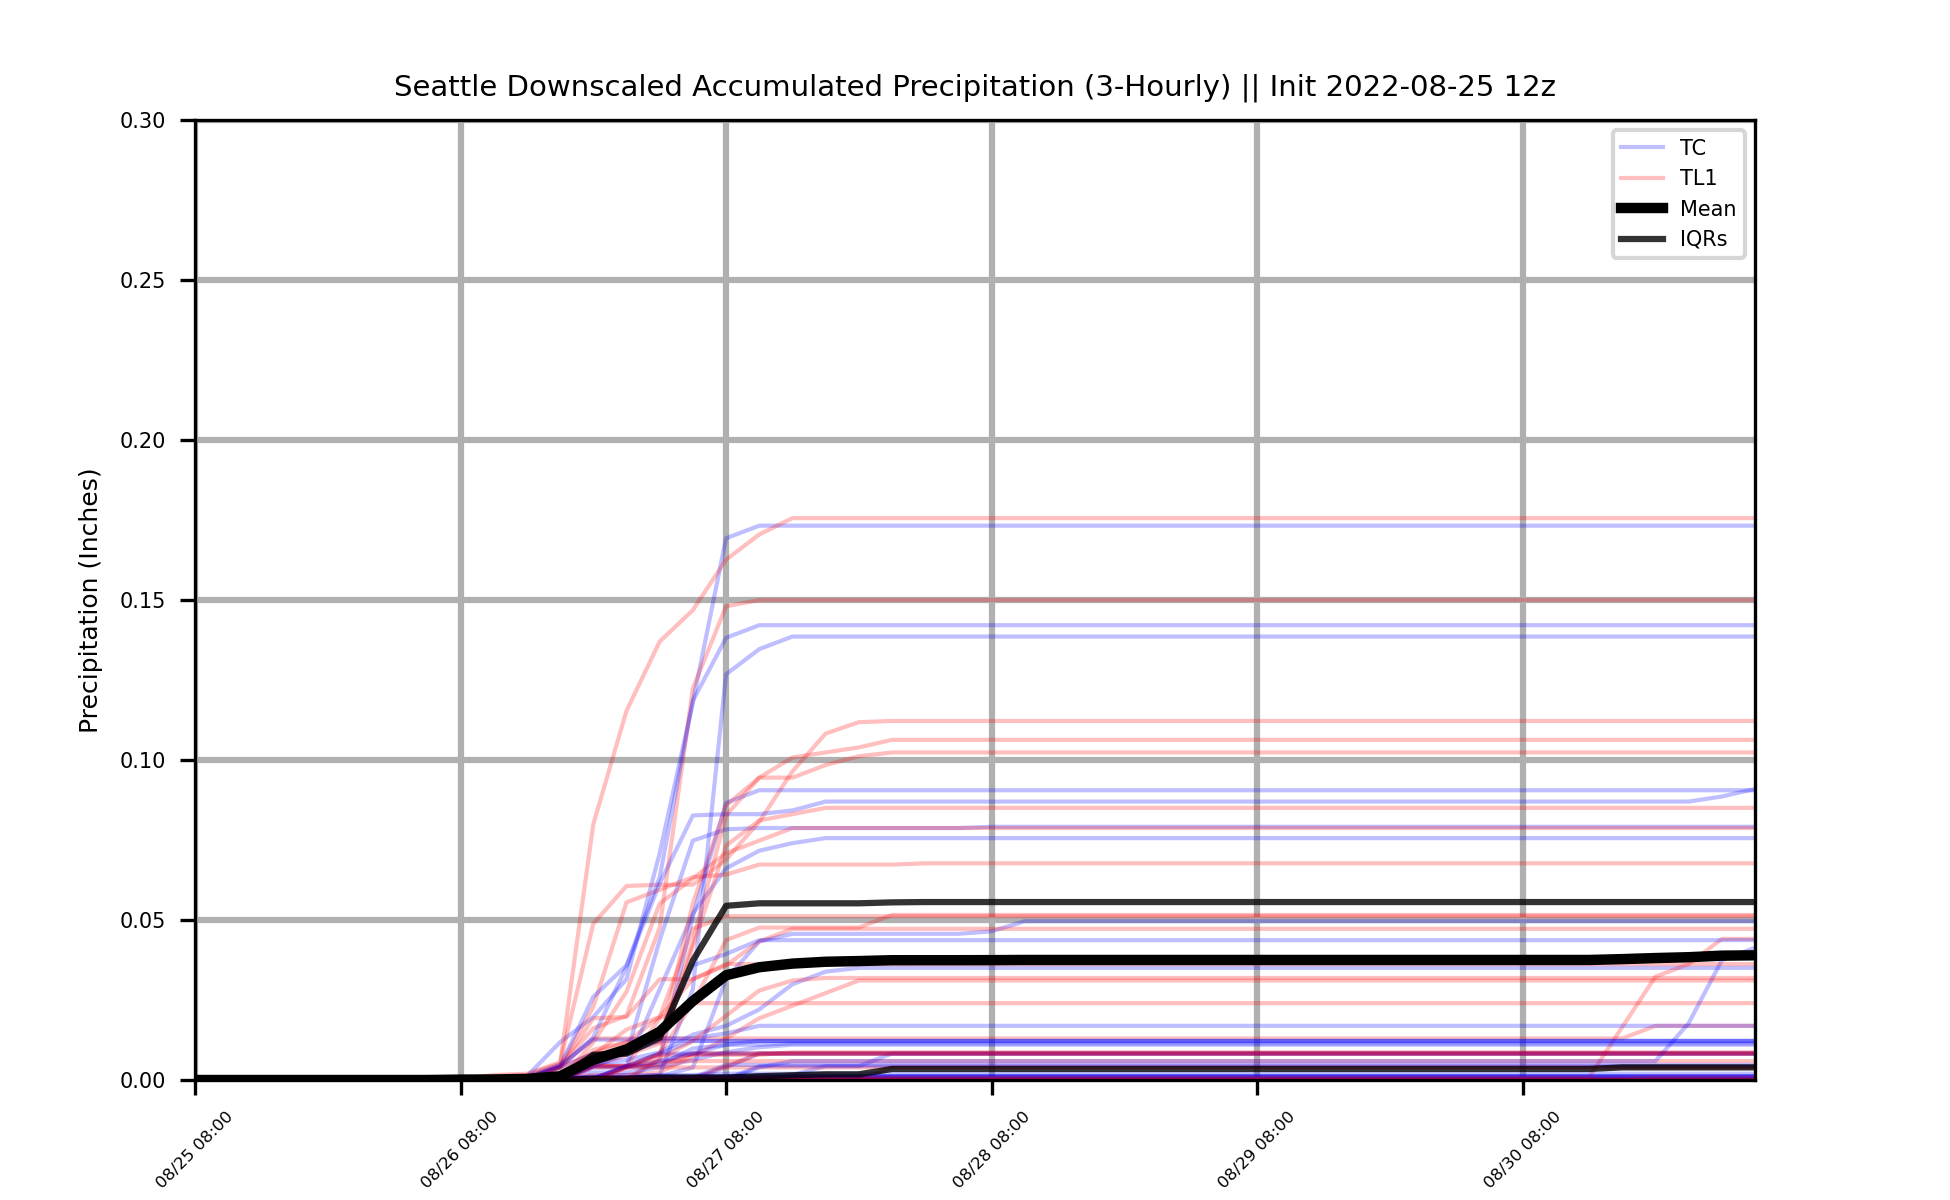 Seattle Downscaled Accumulated Precipitation (3-Hourly) || Init 2022-08-25 12z
TC
TL1
Mean
IQRs
Precipitation (Inches)
0.30
0.25
0.20
0.15
0.10
0.05
0.00
08/25 08:00
08/26 08:00
08/27 08:00
08/28 08:00
08/29 08:00
08/30 08:00